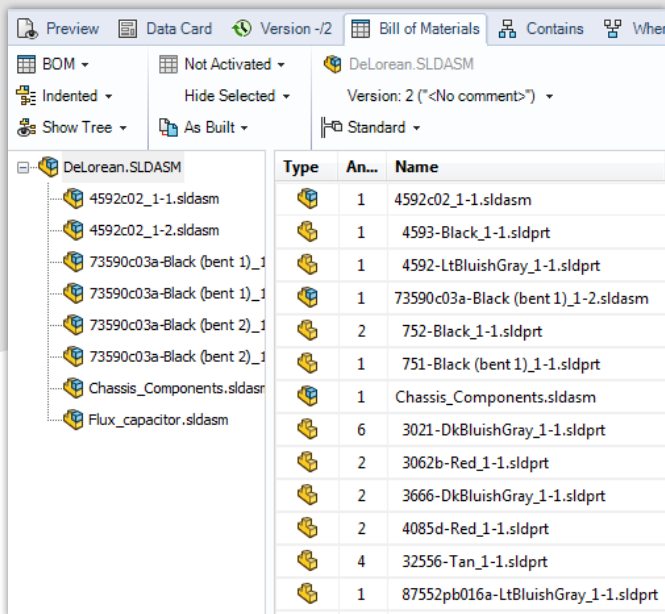 Preview Data Card Version -/2 Bill of Materials Contains Wher
BOM Not Activated DeLorean.SLDASM
Indented Hide Selected Version: 2 ("<No comment>")
Show Tree As Built Standard
DeLorean.SLDASM
4592c02_1-1.sldasm
4592c02_1-2.sldasm
73590c03a-Black (bent 1)_1
73590c03a-Black (bent 1)_1
73590c03a-Black (bent 2)_1
73590c03a-Black (bent 2)_1
Chassis_Components.sldasm
Flux_capacitor.sldasm
Type An... Name
1 4592c02_1-1.sldasm
1 4593-Black_1-1.sldprt
1 4592-LtBluishGray_1-1.sldprt
1 73590c03a-Black (bent 1)_1-2.sldasm
2 752-Black_1-1.sldprt
1 751-Black (bent 1)_1-1.sldprt
1 Chassis_Components.sldasm
6 3021-DkBluishGray_1-1.sldprt
2 3062b-Red_1-1.sldprt
2 3666-DkBluishGray_1-1.sldprt
2 4085d-Red_1-1.sldprt
4 32556-Tan_1-1.sldprt
1 87552pb016a-LtBluishGray_1-1.sldprt